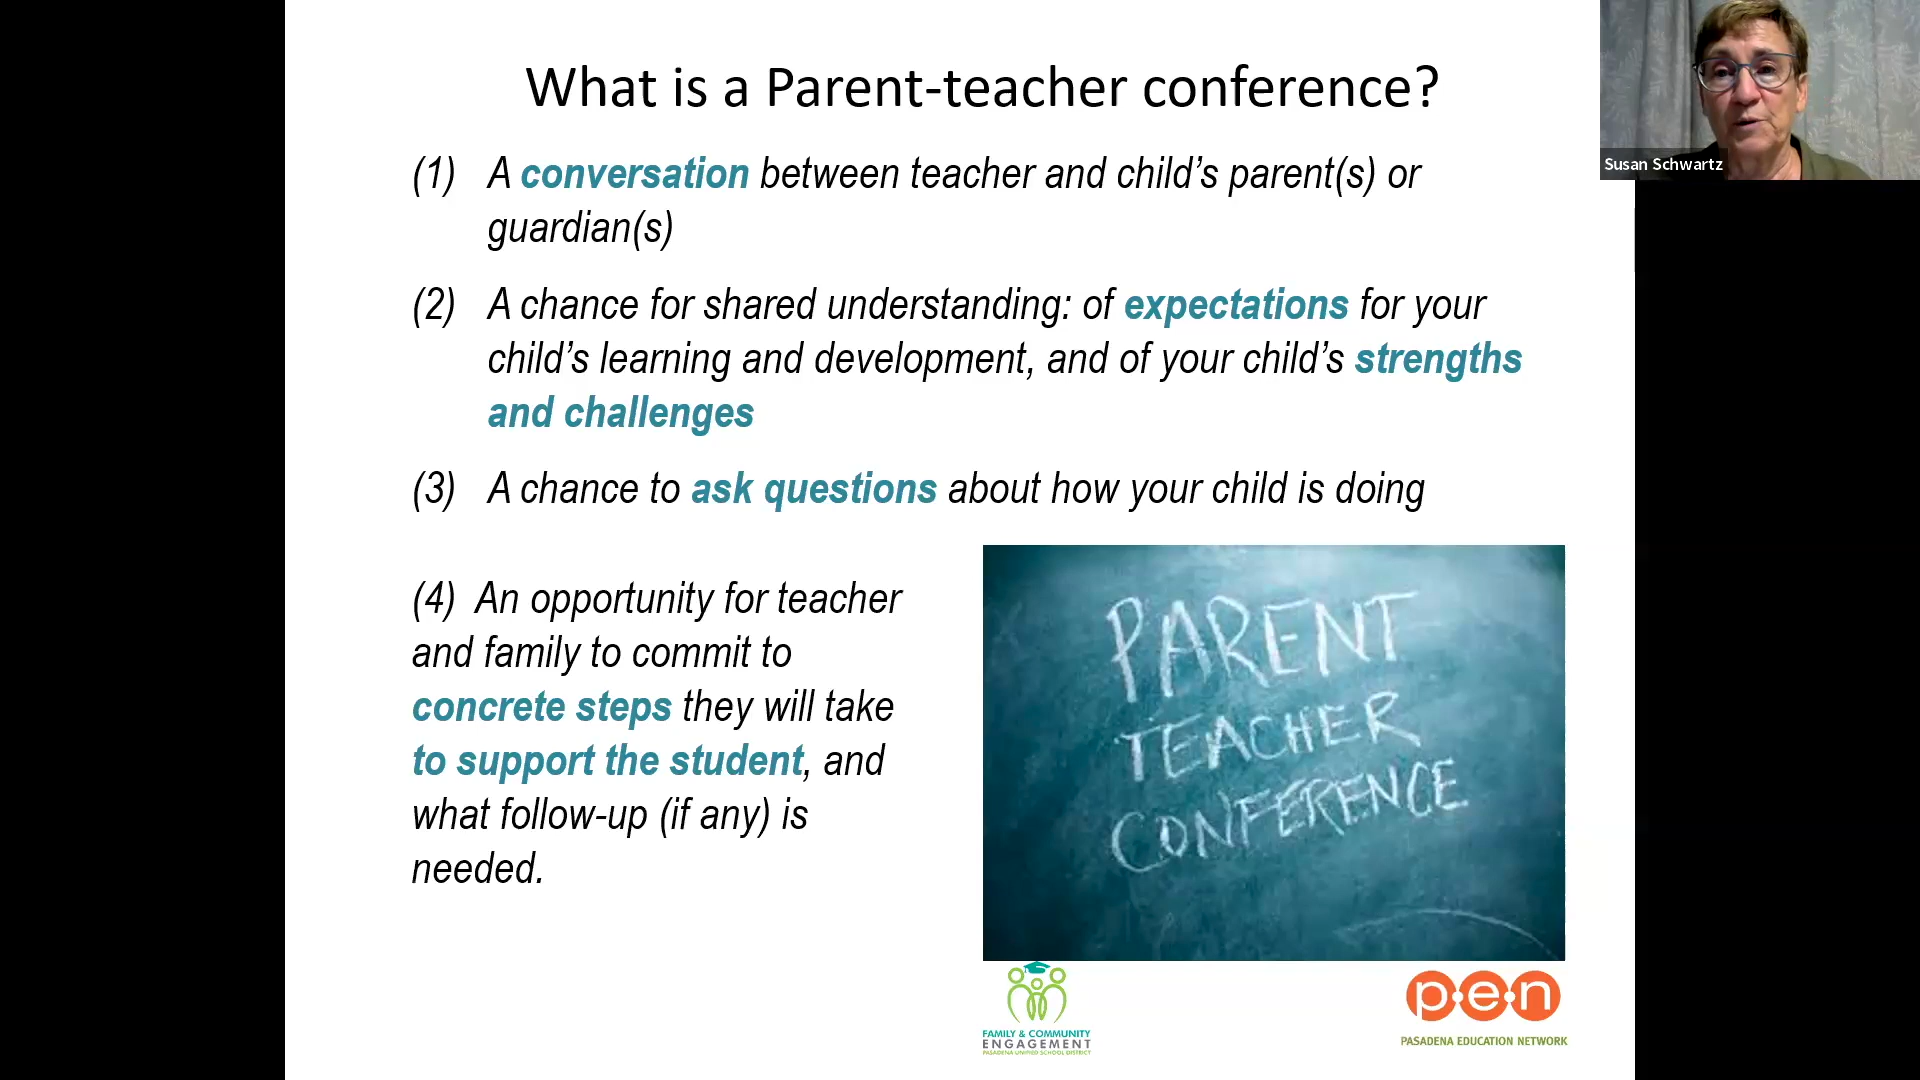 What is a Parent-teacher conference?
Susan Schwartz
(1) A conversation between teacher and child’s parent(s) or
guardian(s)
(2) A chance for shared understanding: of expectations for your
child’s learning and development, and of your child’s strengths
and challenges
(3) A chance to ask questions about how your child is doing
(4) An opportunity for teacher
and family to commit to
concrete steps they will take
to support the student, and
what follow-up (if any) is
needed.
PARENT
TEACHER
CONFERENCE
FAMILY & COMMUNITY
ENGAGEMENT
PASADENA UNIFIED SCHOOL DISTRICT
p·e·n
PASADENA EDUCATION NETWORK